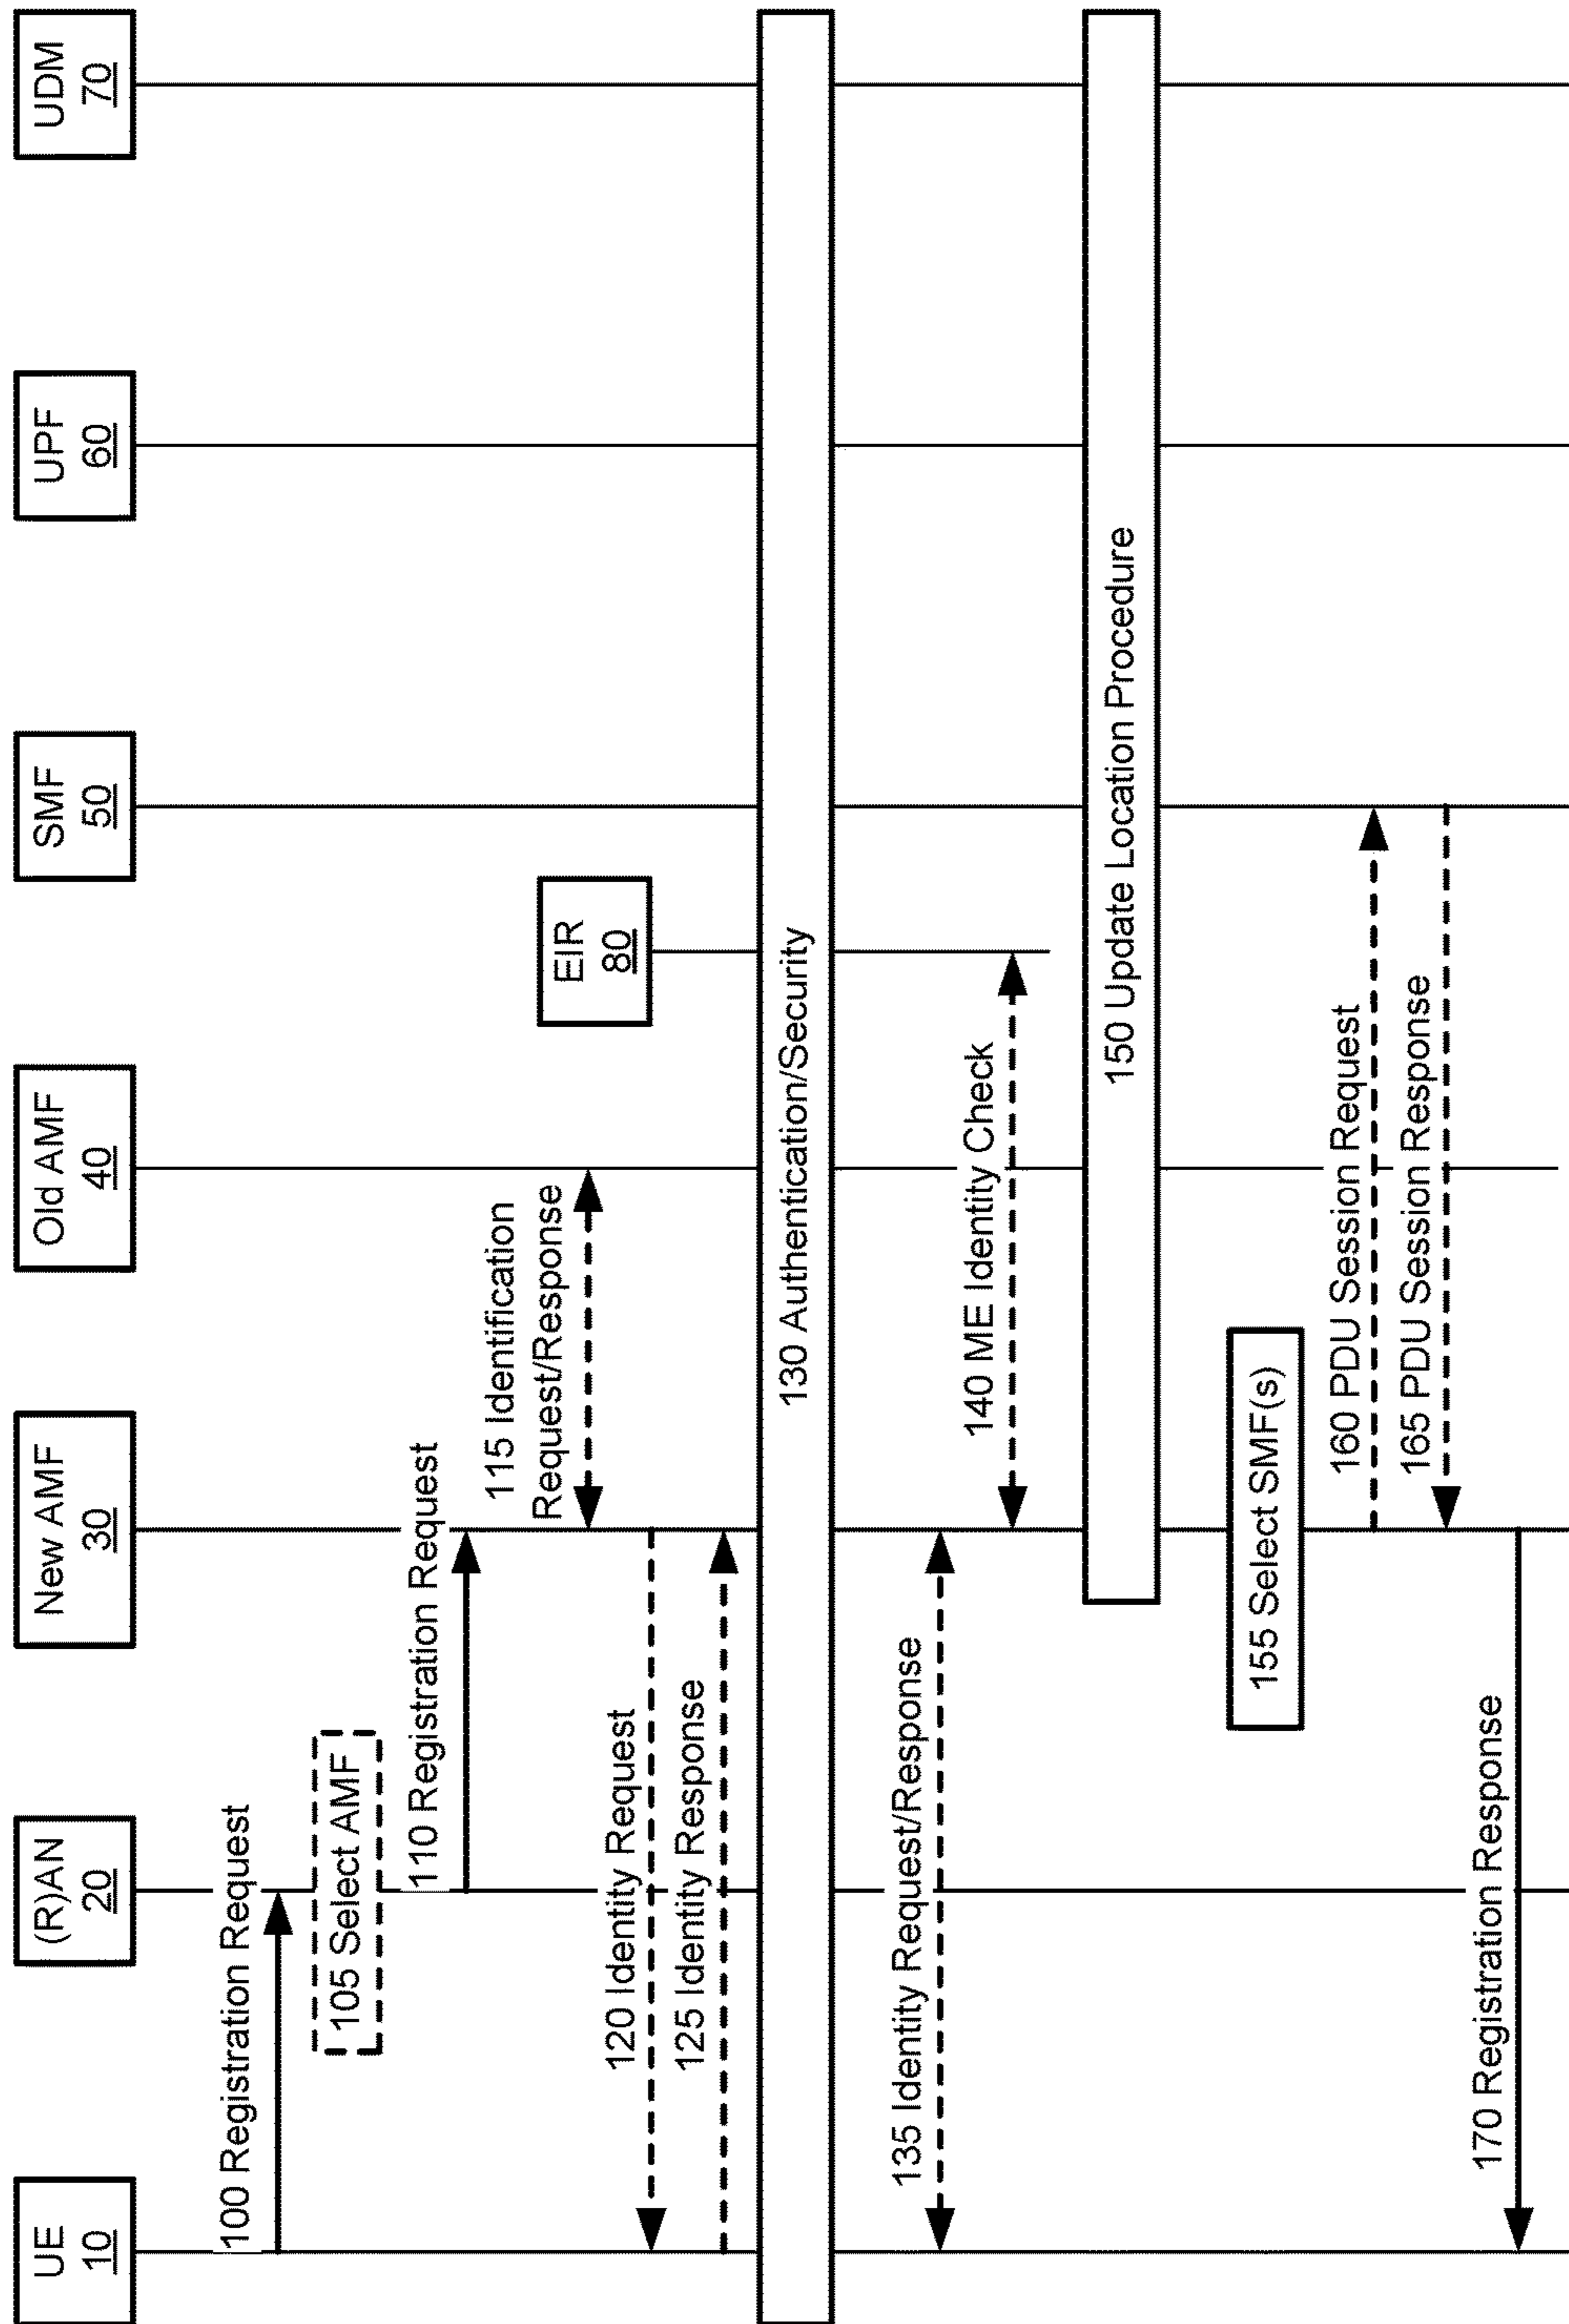 UE
10
(R)AN
20
New AMF
30
Old AMF
40
SMF
50
UPF
60
UDM
70
100 Registration Request
105 Select AMF
110 Registration Request
115 Identification
Request/Response
EIR
80
120 Identity Request
125 Identity Response
130 Authentication/Security
135 Identity Request/Response
140 ME Identity Check
150 Update Location Procedure
155 Select SMF(s)
160 PDU Session Request
165 PDU Session Response
170 Registration Response